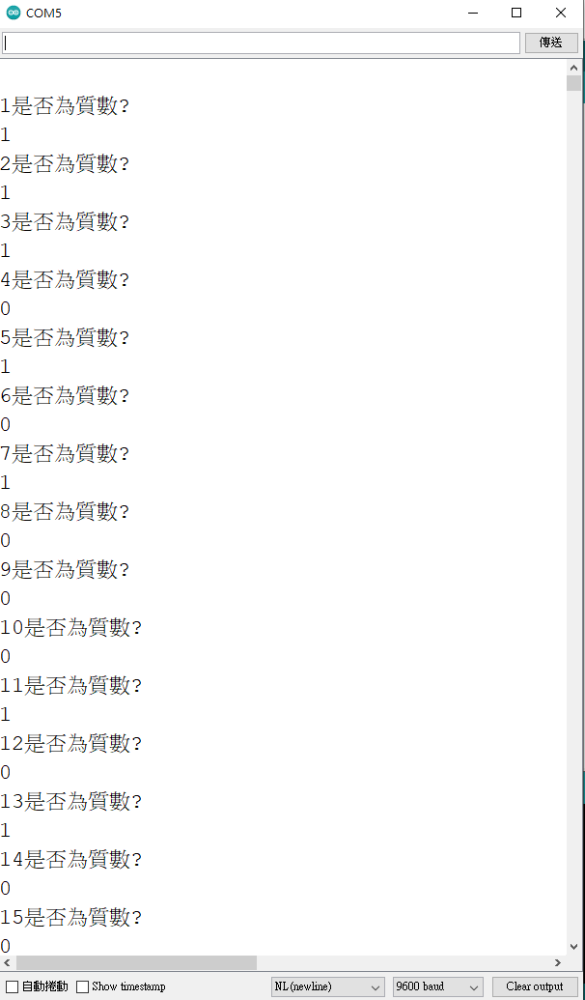 COM5
傳送
1是否為質數?
1
2是否為質數?
1
3是否為質數?
1
4是否為質數?
0
5是否為質數?
1
6是否為質數?
0
7是否為質數?
1
8是否為質數?
0
9是否為質數?
0
10是否為質數?
0
11是否為質數?
1
12是否為質數?
0
13是否為質數?
1
14是否為質數?
0
15是否為質數?
0
自動捲動 Show timestamp NL(newline) 9600 baud Clear output